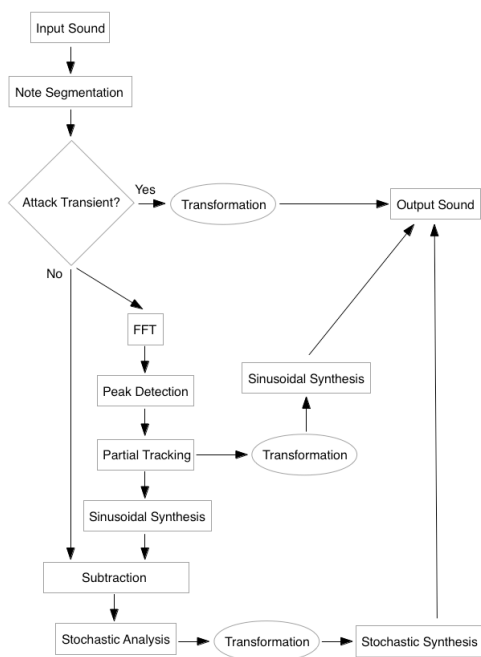 Input Sound
Note Segmentation
Attack Transient?
Yes
Transformation
Output Sound
No
FFT
Peak Detection
Sinusoidal Synthesis
Partial Tracking
Transformation
Sinusoidal Synthesis
Subtraction
Stochastic Analysis
Transformation
Stochastic Synthesis